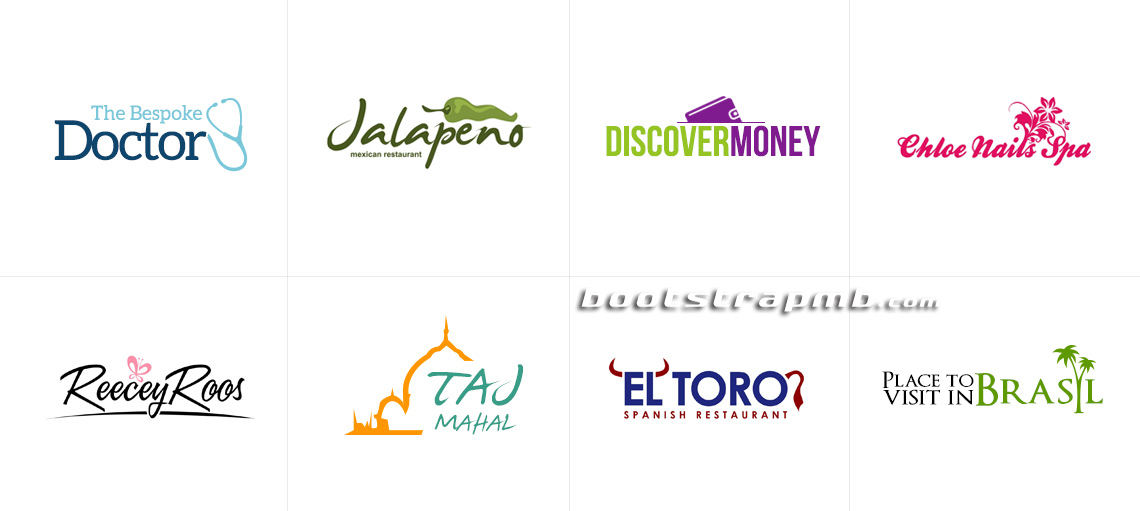 The Bespoke
Doctor
Jalapeno
mexican restaurant
DISCOVERMONEY
Chloe Nails Spa
bootstrapmb.com
ReeceyRoos
TAJ
MAHAL
EL TORO
SPANISH RESTAURANT
PLACE TO
VISIT IN
BRASIL